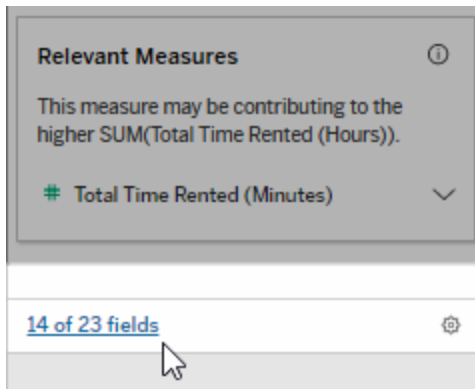 Relevant Measures
This measure may be contributing to the
higher SUM(Total Time Rented (Hours)).
# Total Time Rented (Minutes)
14 of 23 fields